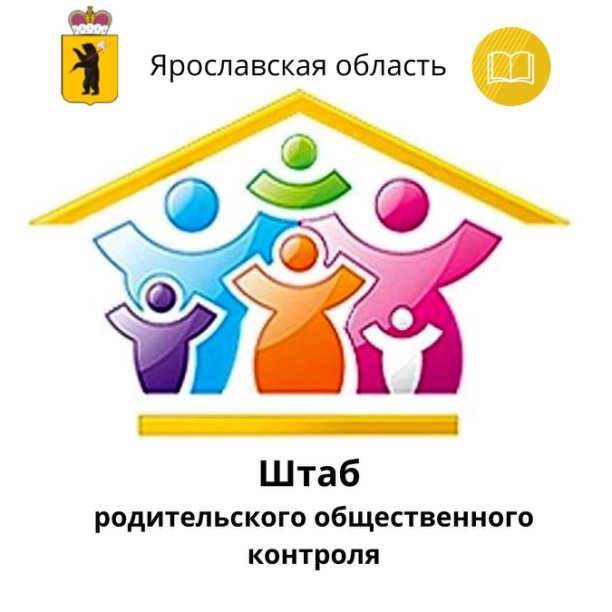 Ярославская область
Штаб
родительского общественного
контроля